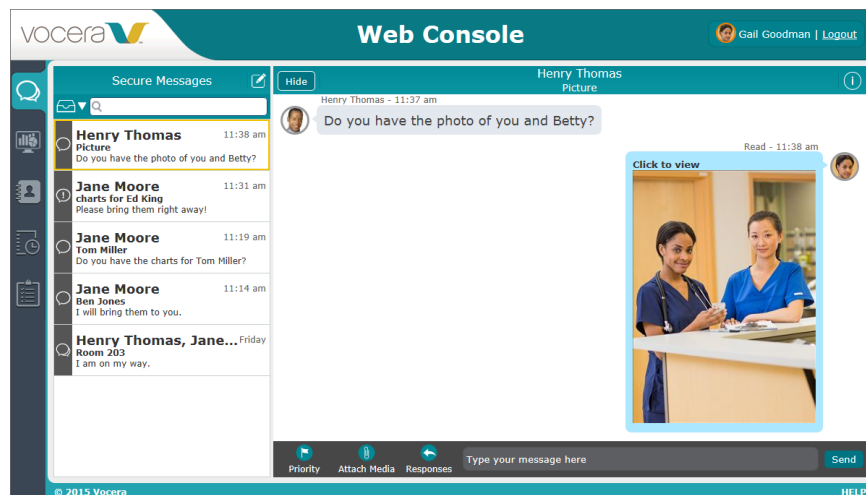 vocera
Web Console
Gail Goodman | Logout
Secure Messages
Henry Thomas 11:38 am
Picture
Do you have the photo of you and Betty?
Jane Moore 11:31 am
charts for Ed King
Please bring them right away!
Jane Moore 11:19 am
Tom Miller
Do you have the charts for Tom Miller?
Jane Moore 11:14 am
Ben Jones
I will bring them to you.
Henry Thomas, Jane... Friday
Room 203
I am on my way.
Hide
Henry Thomas
Picture
Henry Thomas - 11:37 am
Do you have the photo of you and Betty?
Read - 11:38 am
Click to view
Priority
Attach Media
Responses
Type your message here
Send
© 2015 Vocera
HELP